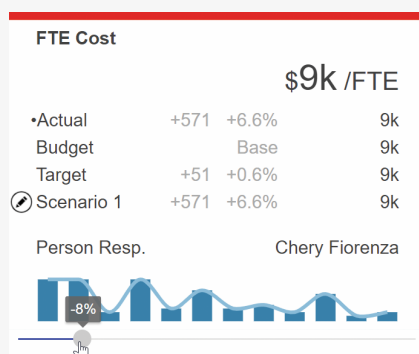 FTE Cost
$9k /FTE
•Actual +571 +6.6% 9k
Budget Base 9k
Target +51 +0.6% 9k
Scenario 1 +571 +6.6% 9k
Person Resp. Chery Fiorenza
-8%